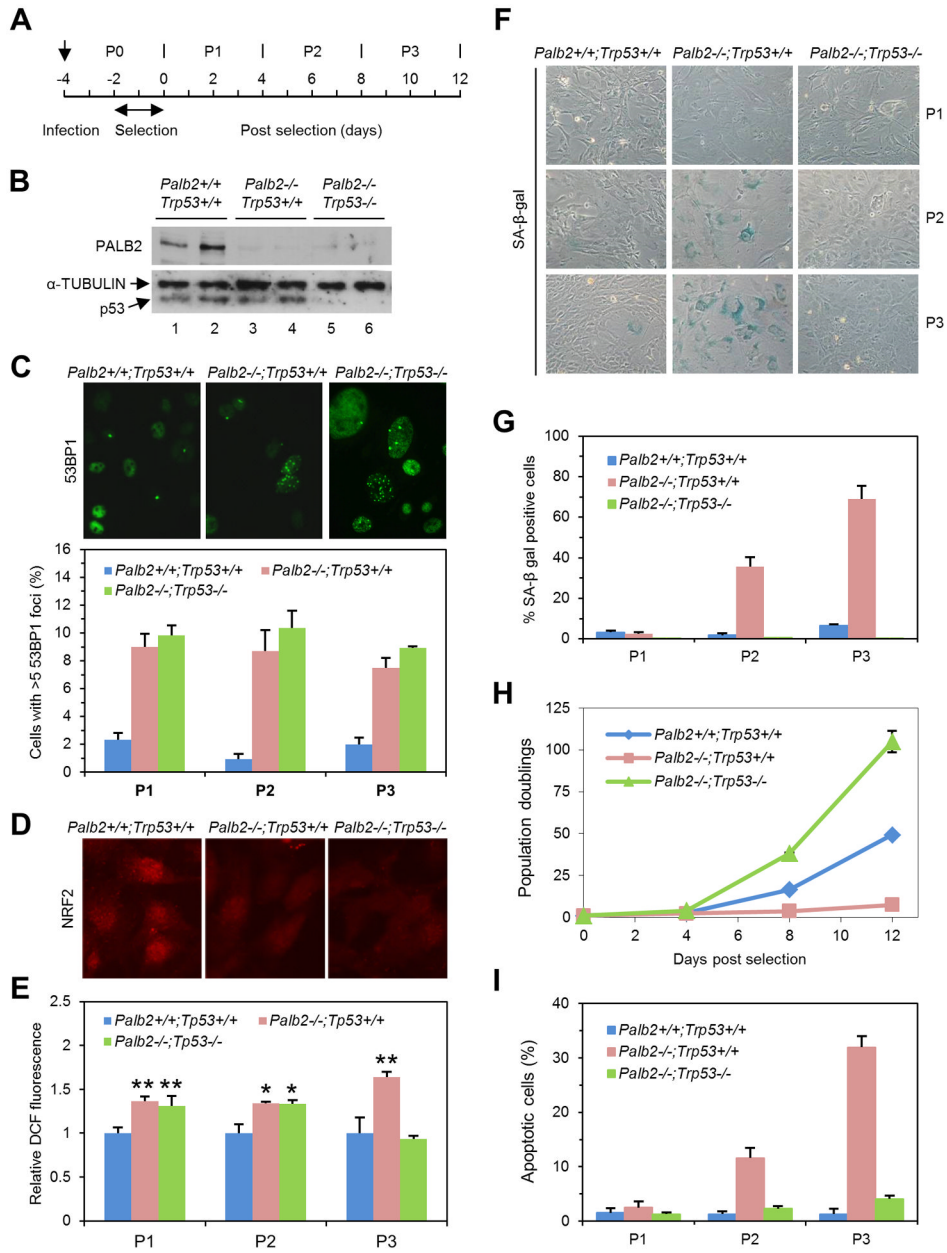 A
P0 P1 P2 P3
-4 -2 0 2 4 6 8 10 12
Infection Selection Post selection (days)
B
Palb2+/+ Palb2-/- Palb2-/-
Trp53+/+ Trp53+/+ Trp53-/-
PALB2
α-TUBULIN
p53
1 2 3 4 5 6
C
Palb2+/+;Trp53+/+ Palb2-/-;Trp53+/+ Palb2-/-;Trp53-/-
53BP1
Cells with >5 53BP1 foci (%)
16
14
12
10
8
6
4
2
0
Palb2+/+;Trp53+/+ Palb2-/-;Trp53+/+
Palb2-/-;Trp53-/-
P1 P2 P3
D
Palb2+/+;Trp53+/+ Palb2-/-;Trp53+/+ Palb2-/-;Trp53-/-
NRF2
E
Relative DCF fluorescence
2.5
2
1.5
1
0.5
0
Palb2+/+;Tp53+/+ Palb2-/-;Tp53+/+
Palb2-/-;Tp53-/-
** ** * * **
P1 P2 P3
F
Palb2+/+;Trp53+/+ Palb2-/-;Trp53+/+ Palb2-/-;Trp53-/-
SA-β-gal
P1
P2
P3
G
% SA-β gal positive cells
100
80
60
40
20
0
Palb2+/+;Trp53+/+
Palb2-/-;Trp53+/+
Palb2-/-;Trp53-/-
P1 P2 P3
H
Population doublings
125
100
75
50
25
0
Palb2+/+;Trp53+/+
Palb2-/-;Trp53+/+
Palb2-/-;Trp53-/-
0 2 4 6 8 10 12
Days post selection
I
Apoptotic cells (%)
40
30
20
10
0
Palb2+/+;Trp53+/+
Palb2-/-;Trp53+/+
Palb2-/-;Trp53-/-
P1 P2 P3